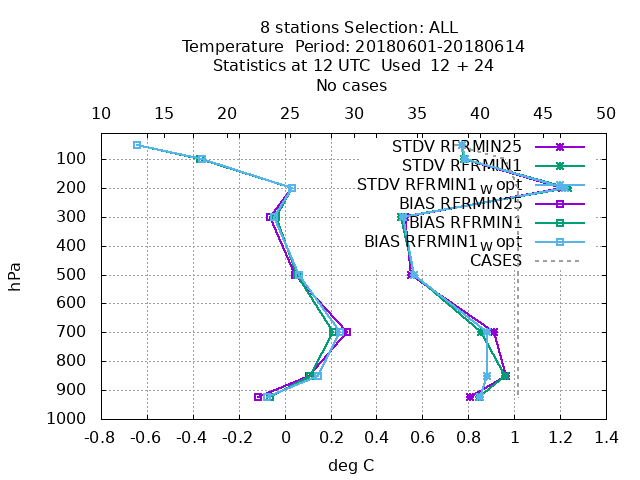 8 stations Selection: ALL
Temperature  Period: 20180601-20180614
Statistics at 12 UTC  Used  12 + 24
No cases
10 15 20 25 30 35 40 45 50
STDV RFRMIN25
STDV RFRMIN1
STDV RFRMIN1w opt
BIAS RFRMIN25
BIAS RFRMIN1
BIAS RFRMIN1w opt
CASES
hPa
100
200
300
400
500
600
700
800
900
1000
-0.8 -0.6 -0.4 -0.2 0 0.2 0.4 0.6 0.8 1 1.2 1.4
deg C